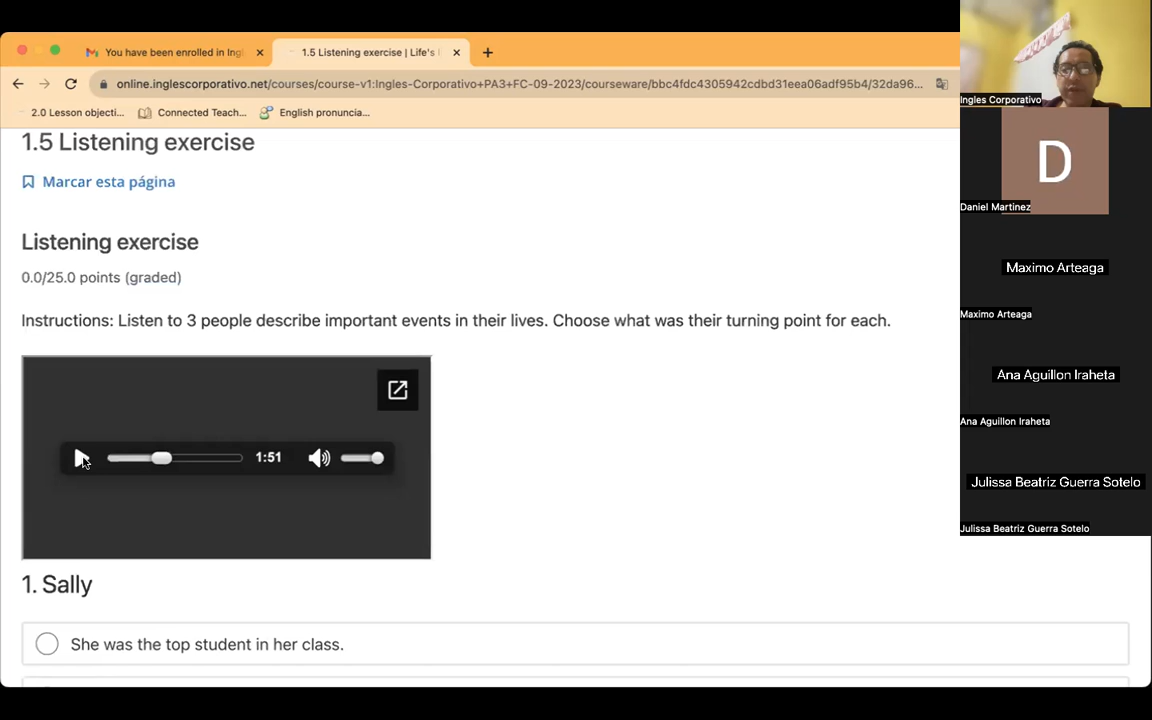 You have been enrolled in Ingl
1.5 Listening exercise | Life's l
online.inglescorporativo.net/courses/course-v1:Ingles-Corporativo+PA3+FC-09-2023/courseware/bbc4fdc4305942cdbd31eea06adf95b4/32da96...
2.0 Lesson objecti...
Connected Teach...
English pronuncia...
1.5 Listening exercise
Marcar esta página
Listening exercise
0.0/25.0 points (graded)
Instructions: Listen to 3 people describe important events in their lives. Choose what was their turning point for each.
1:51
1. Sally
She was the top student in her class.
Ingles Corporativo
D
Daniel Martinez
Maximo Arteaga
Maximo Arteaga
Ana Aguillon Iraheta
Ana Aguillon Iraheta
Julissa Beatriz Guerra Sotelo
Julissa Beatriz Guerra Sotelo